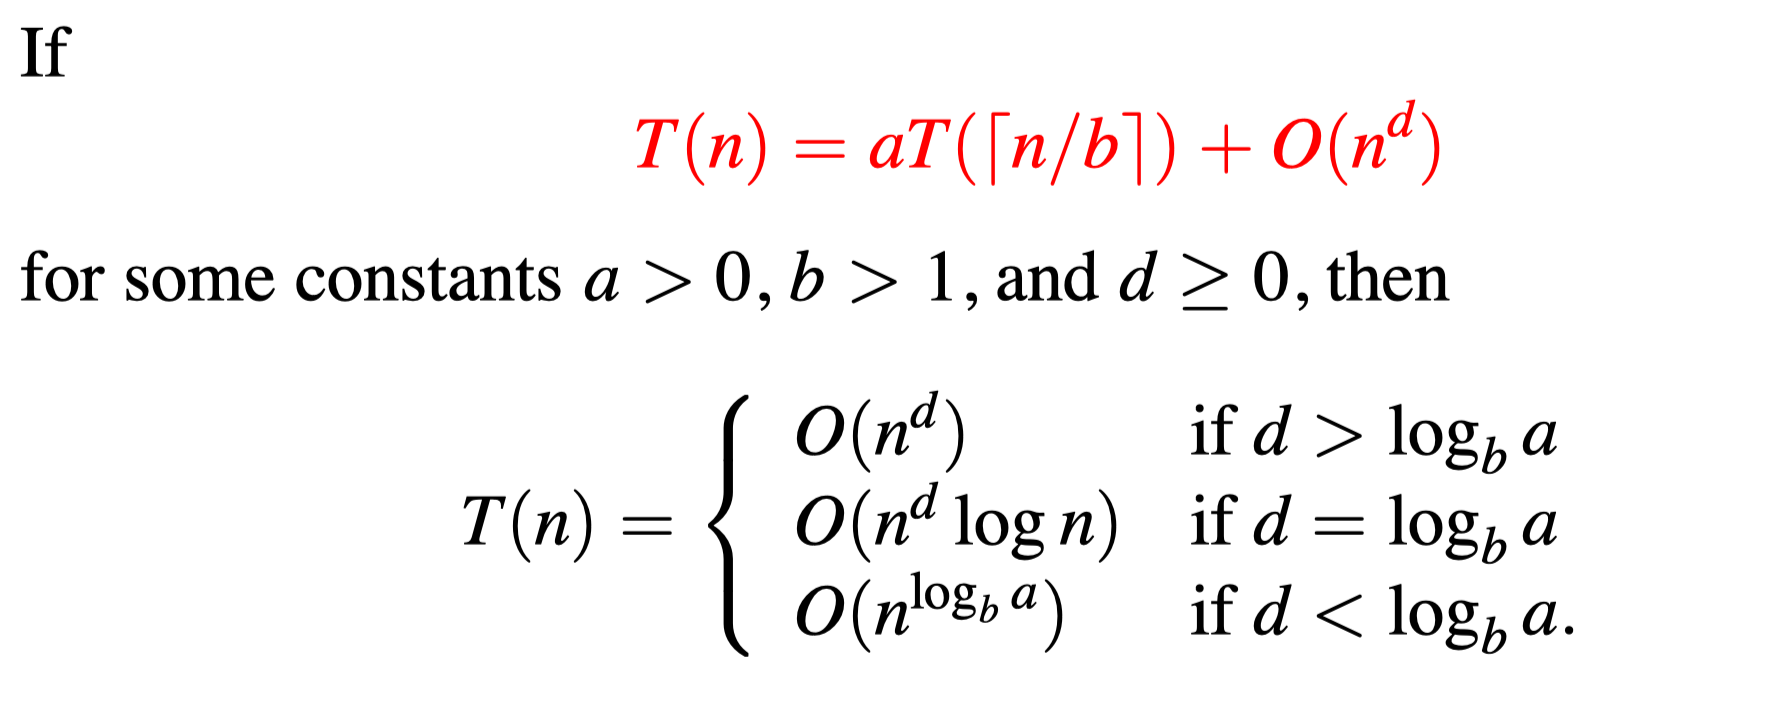 If
T(n) = aT(⌈n/b⌉) + O(n^d)
for some constants a > 0, b > 1, and d ≥ 0, then
T(n) = { O(n^d) if d > log_b a
O(n^d log n) if d = log_b a
O(n^{log_b a}) if d < log_b a.